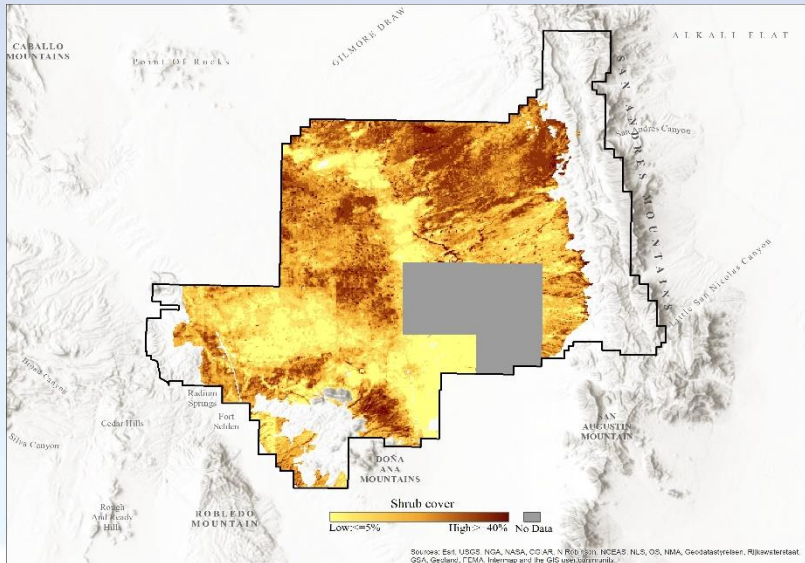 CABALLO
MOUNTAINS
Point Of Rocks
GILMORE DRAW
ALKALI FLAT
SAN ANDRES MOUNTAINS
San Andres Canyon
Little San Nicolas Canyon
Broad Canyon
Radium
Springs
Cedar Hills
Fort
Selden
Silva Canyon
SAN
AUGUSTIN
MOUNTAIN
DOÑA
ANA
MOUNTAINS
Rough
And Ready
Hills
ROBLEDO
MOUNTAIN
Shrub cover
Low:<=5%
High:> 40%
No Data
Sources: Esri, USGS, NGA, NASA, CGIAR, N Robinson, NCEAS, NLS, OS, NMA, Geodatastyrelsen, Rijkswaterstaat,
GSA, Geoland, FEMA, Intermap and the GIS user community